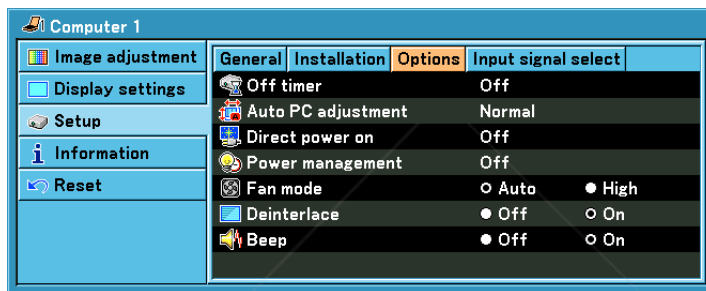 Computer 1
Image adjustment
Display settings
Setup
Information
Reset
General Installation Options Input signal select
Off timer Off
Auto PC adjustment Normal
Direct power on Off
Power management Off
Fan mode Auto High
Deinterlace Off On
Beep Off On